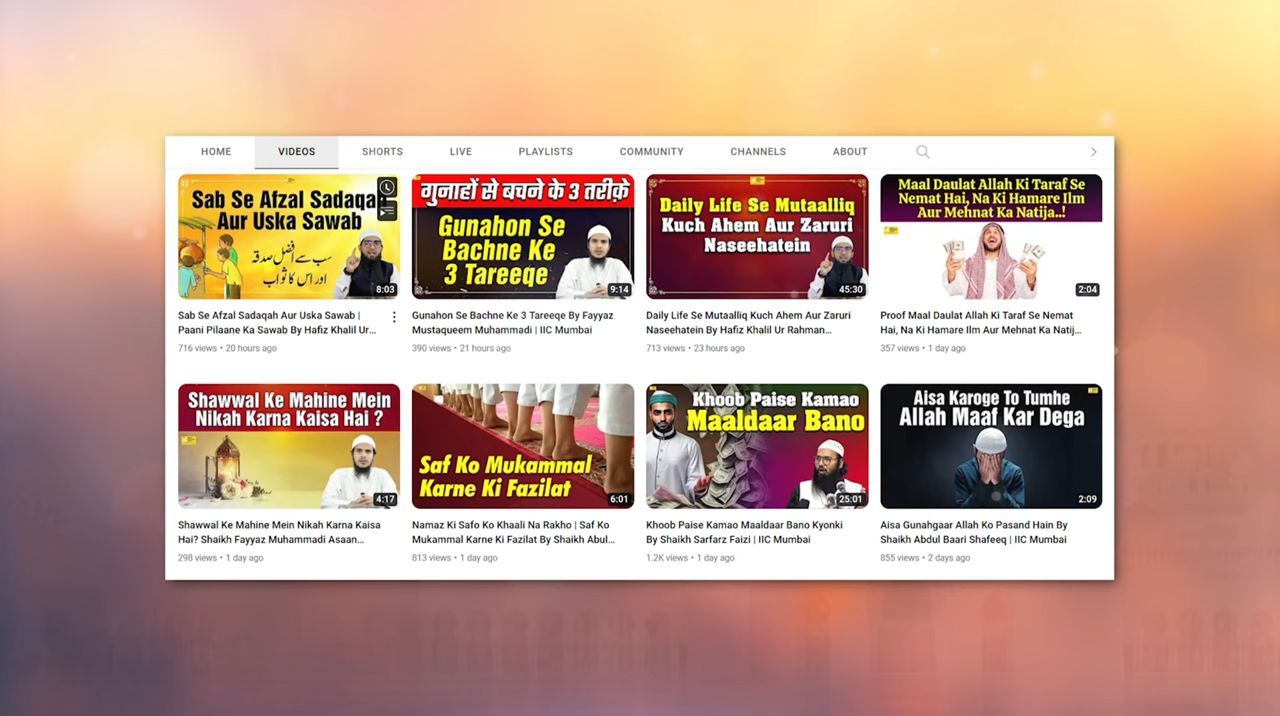 HOME
VIDEOS
SHORTS
LIVE
PLAYLISTS
COMMUNITY
CHANNELS
ABOUT
Sab Se Afzal Sadaqah
Aur Uska Sawab
سب سے افضل صدقہ
اور اس کا ثواب
8:03
Sab Se Afzal Sadaqah Aur Uska Sawab |
Paani Pilaane Ka Sawab By Hafiz Khalil Ur...
716 views • 20 hours ago
गुनाहों से बचने के 3 तरीक़े
Gunahon Se
Bachne Ke
3 Tareeqe
9:14
Gunahon Se Bachne Ke 3 Tareeqe By Fayyaz
Mustaqueem Muhammadi | IIC Mumbai
390 views • 21 hours ago
Daily Life Se Mutaalliq
Kuch Ahem Aur Zaruri
Naseehatein
45:30
Daily Life Se Mutaalliq Kuch Ahem Aur Zaruri
Naseehatein By Hafiz Khalil Ur Rahman...
713 views • 23 hours ago
Maal Daulat Allah Ki Taraf Se
Nemat Hai, Na Ki Hamare Ilm
Aur Mehnat Ka Natija..!
2:04
Proof Maal Daulat Allah Ki Taraf Se Nemat
Hai, Na Ki Hamare Ilm Aur Mehnat Ka Natij...
357 views • 1 day ago
Shawwal Ke Mahine Mein
Nikah Karna Kaisa Hai ?
4:17
Shawwal Ke Mahine Mein Nikah Karna Kaisa
Hai? Shaikh Fayyaz Muhammadi Asaan...
298 views • 1 day ago
Saf Ko Mukammal
Karne Ki Fazilat
6:01
Namaz Ki Safo Ko Khaali Na Rakho | Saf Ko
Mukammal Karne Ki Fazilat By Shaikh Abul...
813 views • 1 day ago
Khoob Paise Kamao
Maaldaar Bano
25:01
Khoob Paise Kamao Maaldaar Bano Kyonki
By Shaikh Sarfarz Faizi | IIC Mumbai
1.2K views • 1 day ago
Aisa Karoge To Tumhe
Allah Maaf Kar Dega
2:09
Aisa Gunahgaar Allah Ko Pasand Hain By
Shaikh Abdul Baari Shafeeq | IIC Mumbai
855 views • 2 days ago